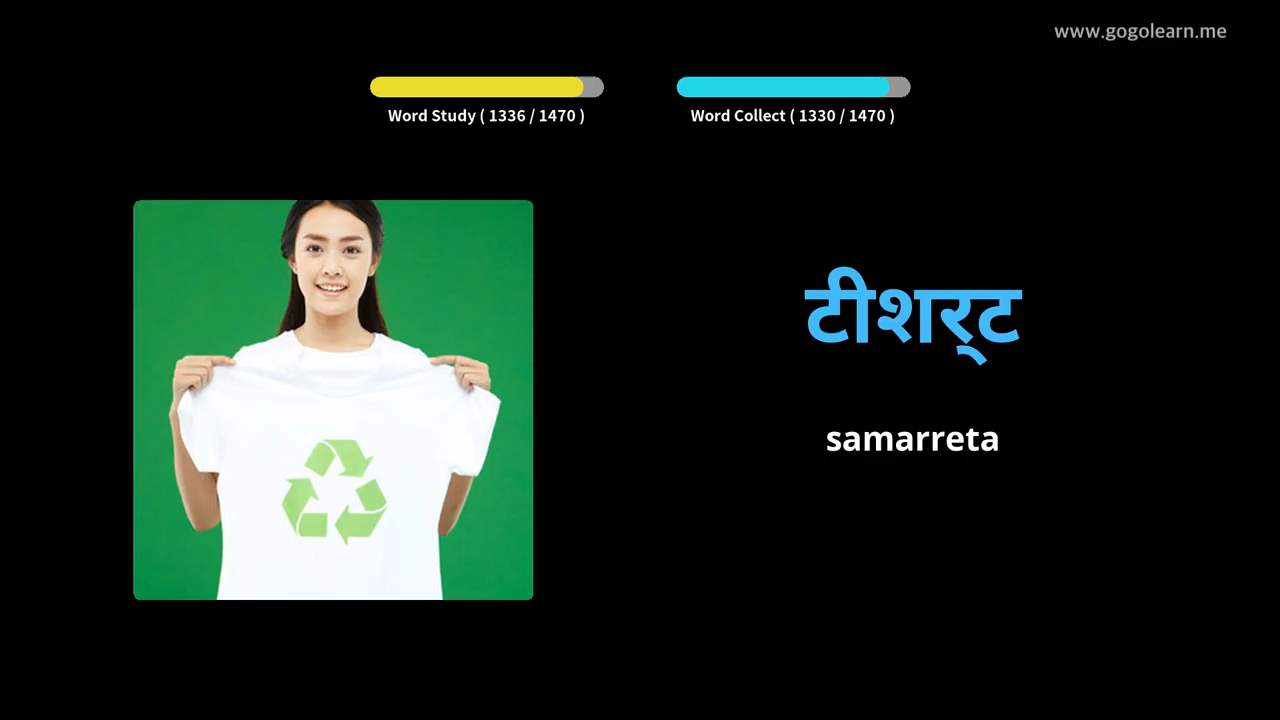 www.gogolearn.me
Word Study ( 1336 / 1470 )
Word Collect ( 1330 / 1470 )
टीशर्‌ट
samarreta